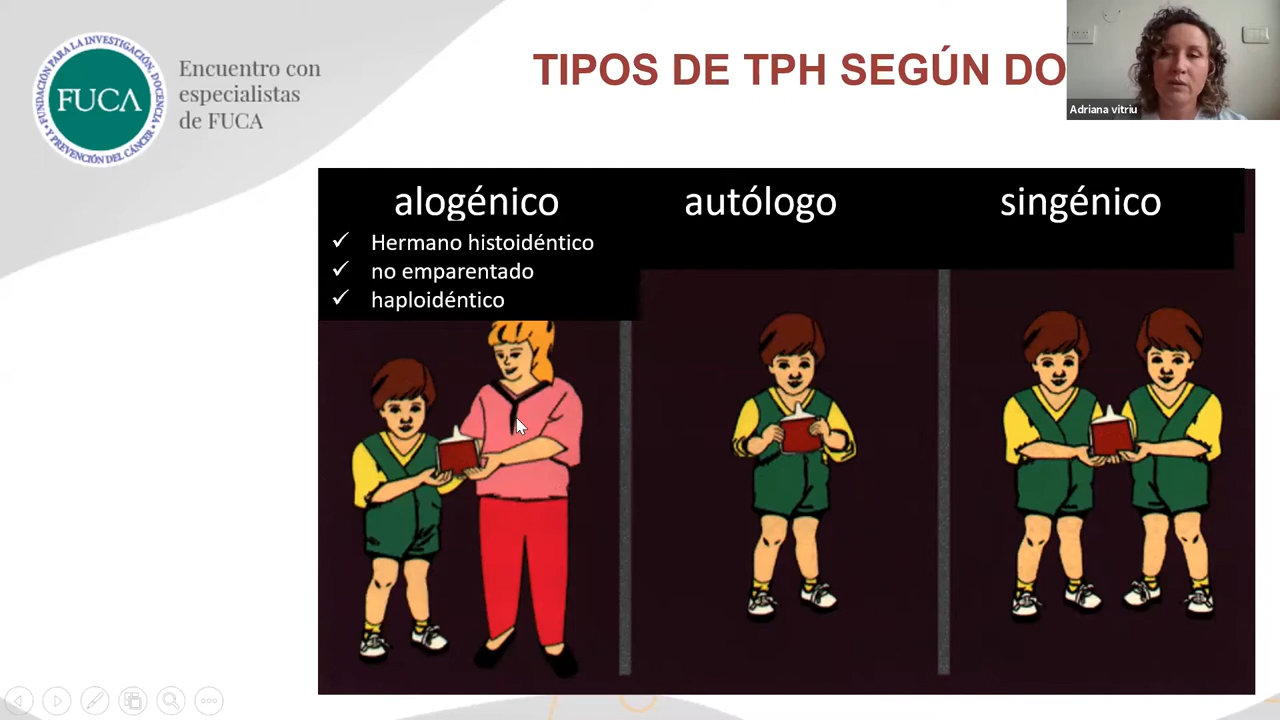 FUNDACIÓN PARA LA INVESTIGACIÓN, DOCENCIA
Y PREVENCIÓN DEL CÁNCER
FUCA
Encuentro con
especialistas
de FUCA
TIPOS DE TPH SEGÚN DO
Adriana vitriu
alogénico
✓ Hermano histoidéntico
✓ no emparentado
✓ haploidéntico
autólogo
singénico